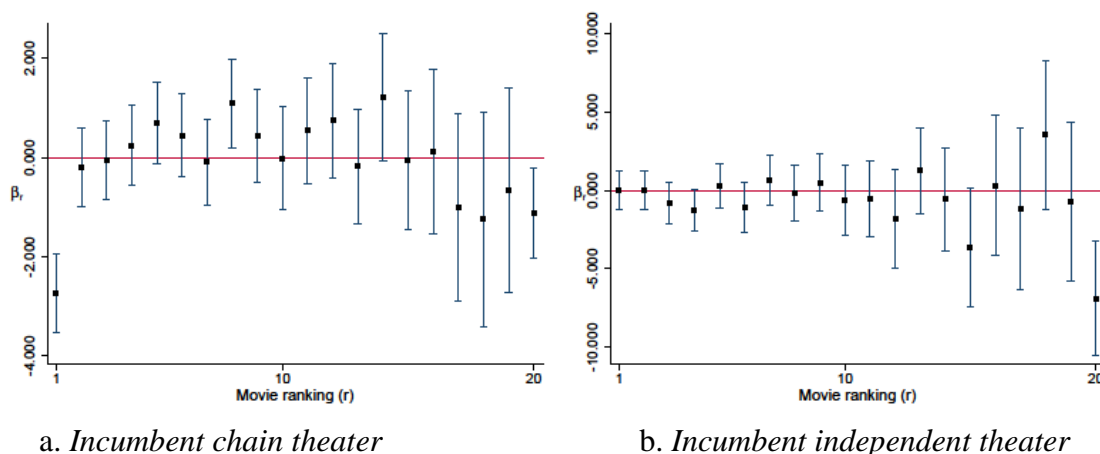 2.000
0.000
βr
-2.000
-4.000
1
10
20
Movie ranking (r)
10.000
5.000
0.000
βr
-5.000
-10.000
1
10
20
Movie ranking (r)
a. Incumbent chain theater
b. Incumbent independent theater